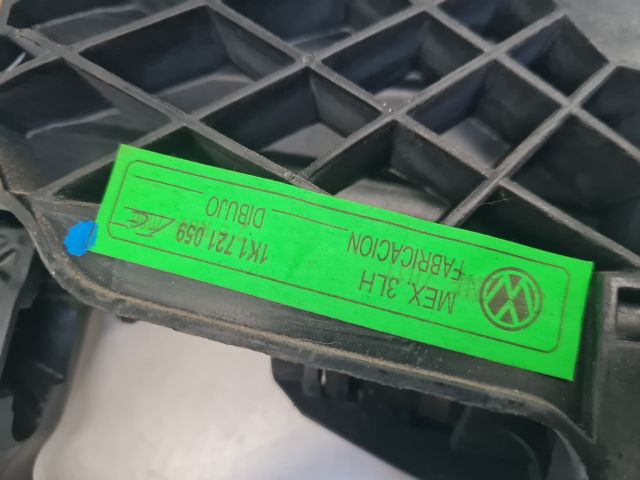 MEX. 3LH
FABRICACION
1K1.721 059
DIBUJO